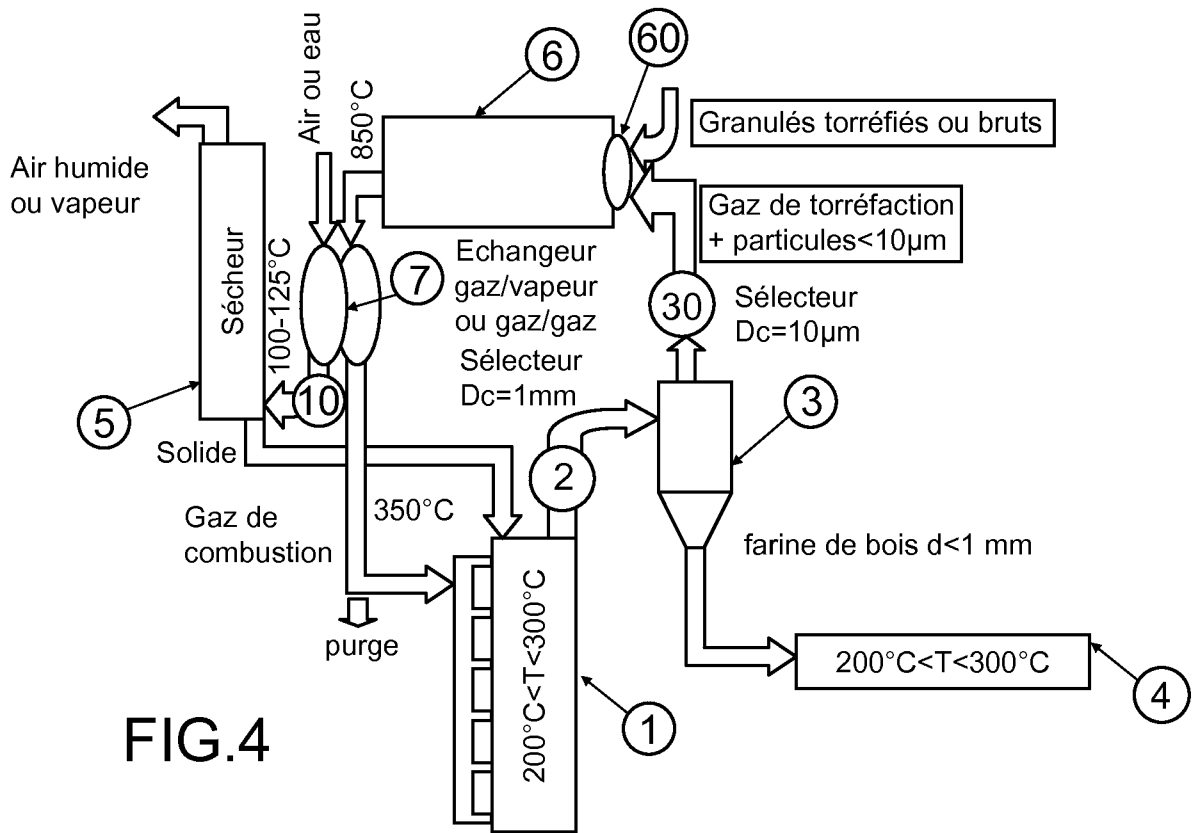 6
60
Air ou eau
850°C
Granulés torréfiés ou bruts
Air humide
ou vapeur
Sécheur
100-125°C
7
Echangeur
gaz/vapeur
ou gaz/gaz
Gaz de torréfaction
+ particules<10µm
30
Sélecteur
Dc=10µm
Sélecteur
Dc=1mm
5
10
3
Solide
2
Gaz de
combustion
350°C
farine de bois d<1 mm
purge
200°C<T<300°C
1
200°C<T<300°C
4
FIG.4